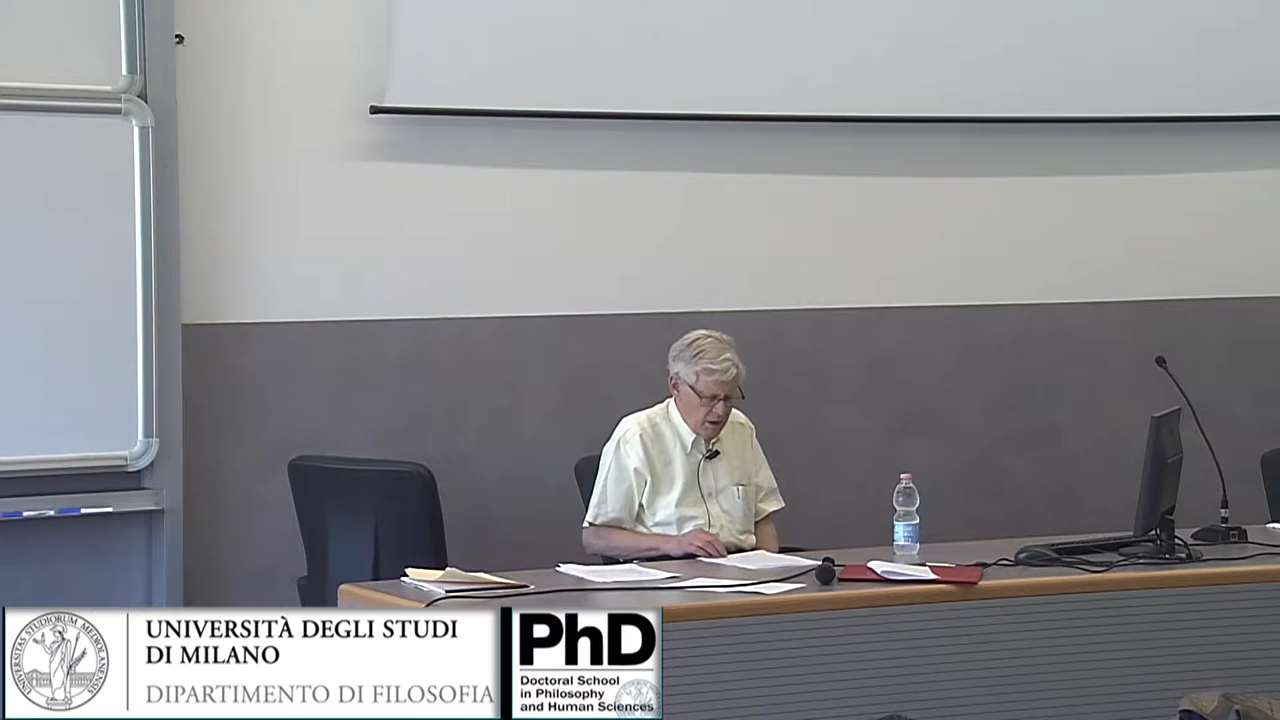 UNIVERSITÀ DEGLI STUDI
DI MILANO
DIPARTIMENTO DI FILOSOFIA
PhD
Doctoral School
in Philosophy
and Human Sciences